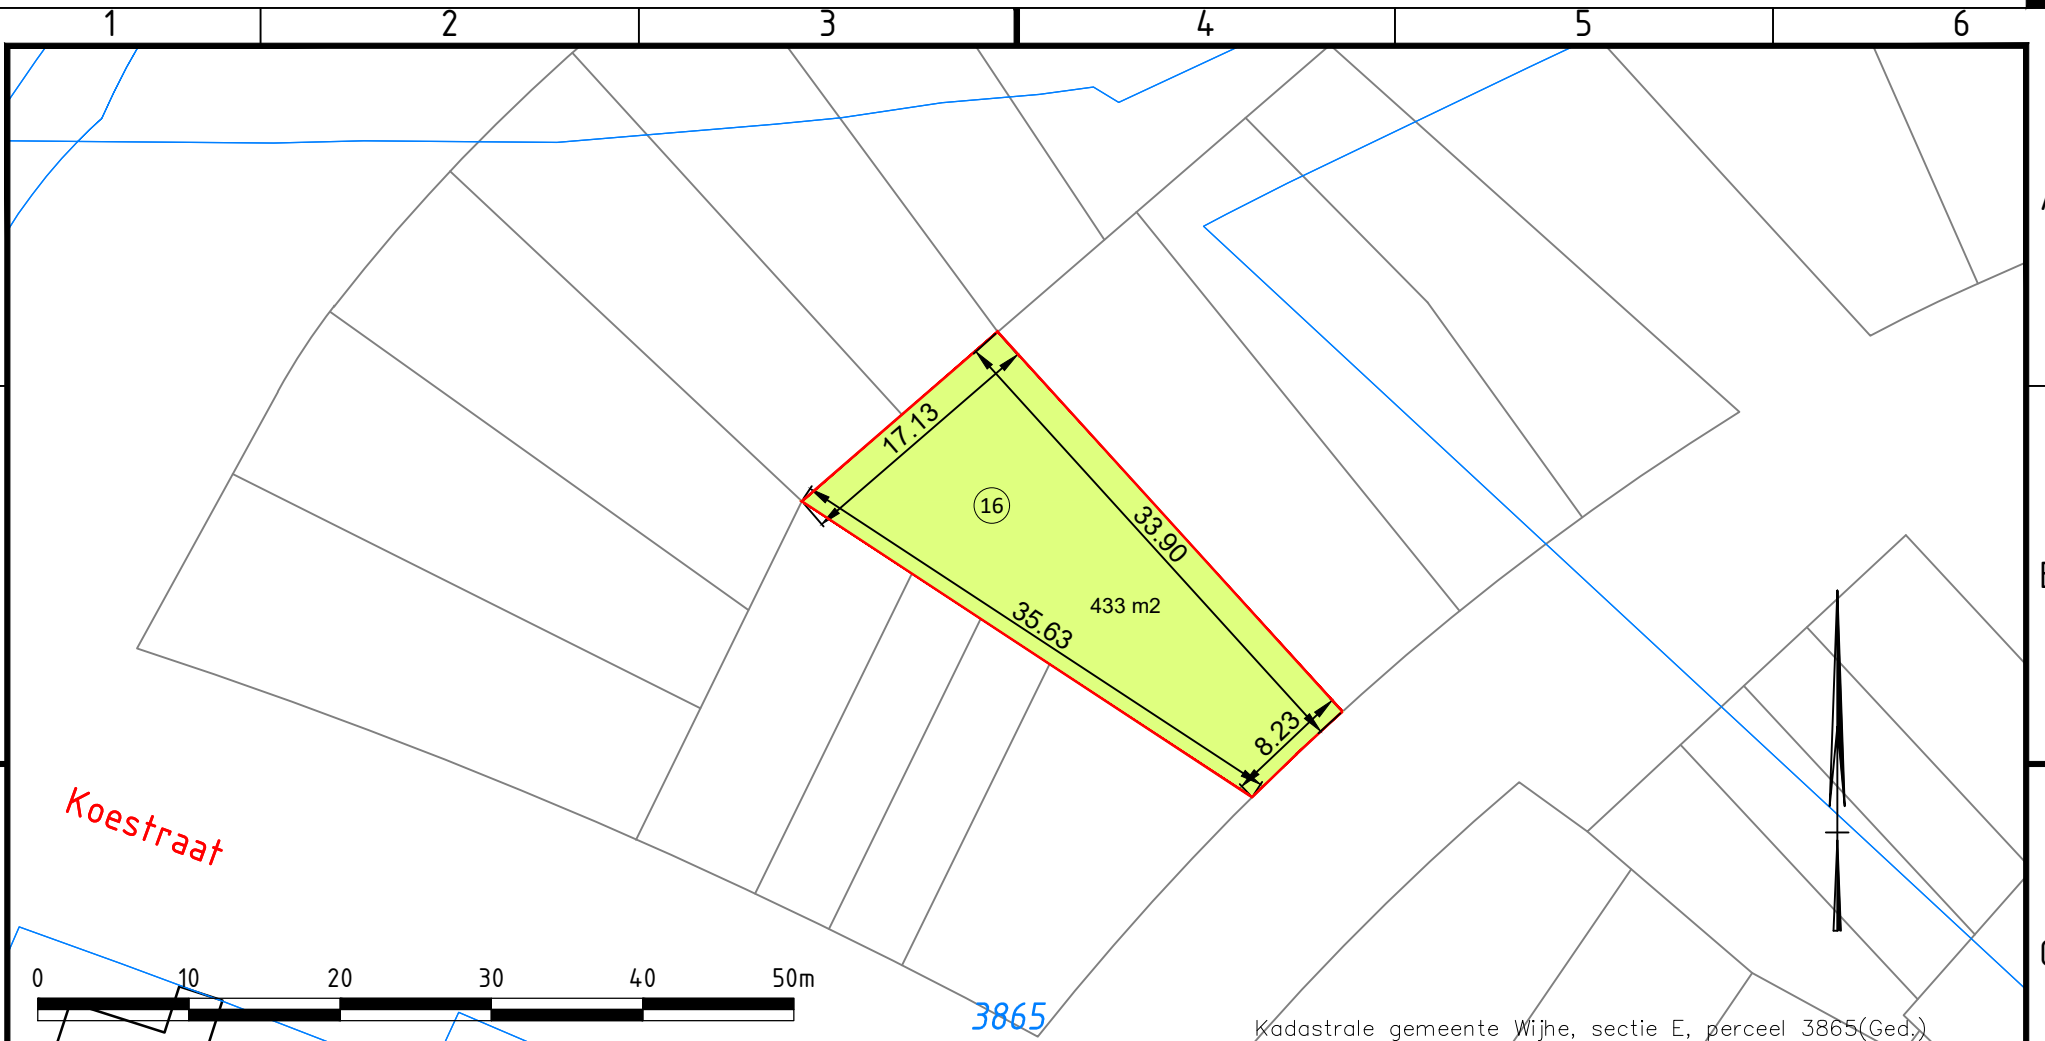 1 2 3 4 5 6
A
17.13
16
33.90
433 m2
35.63
8.23
Koestraat
0 10 20 30 40 50m
3865
Kadastrale gemeente Wijhe, sectie E, perceel 3865(Ged.)